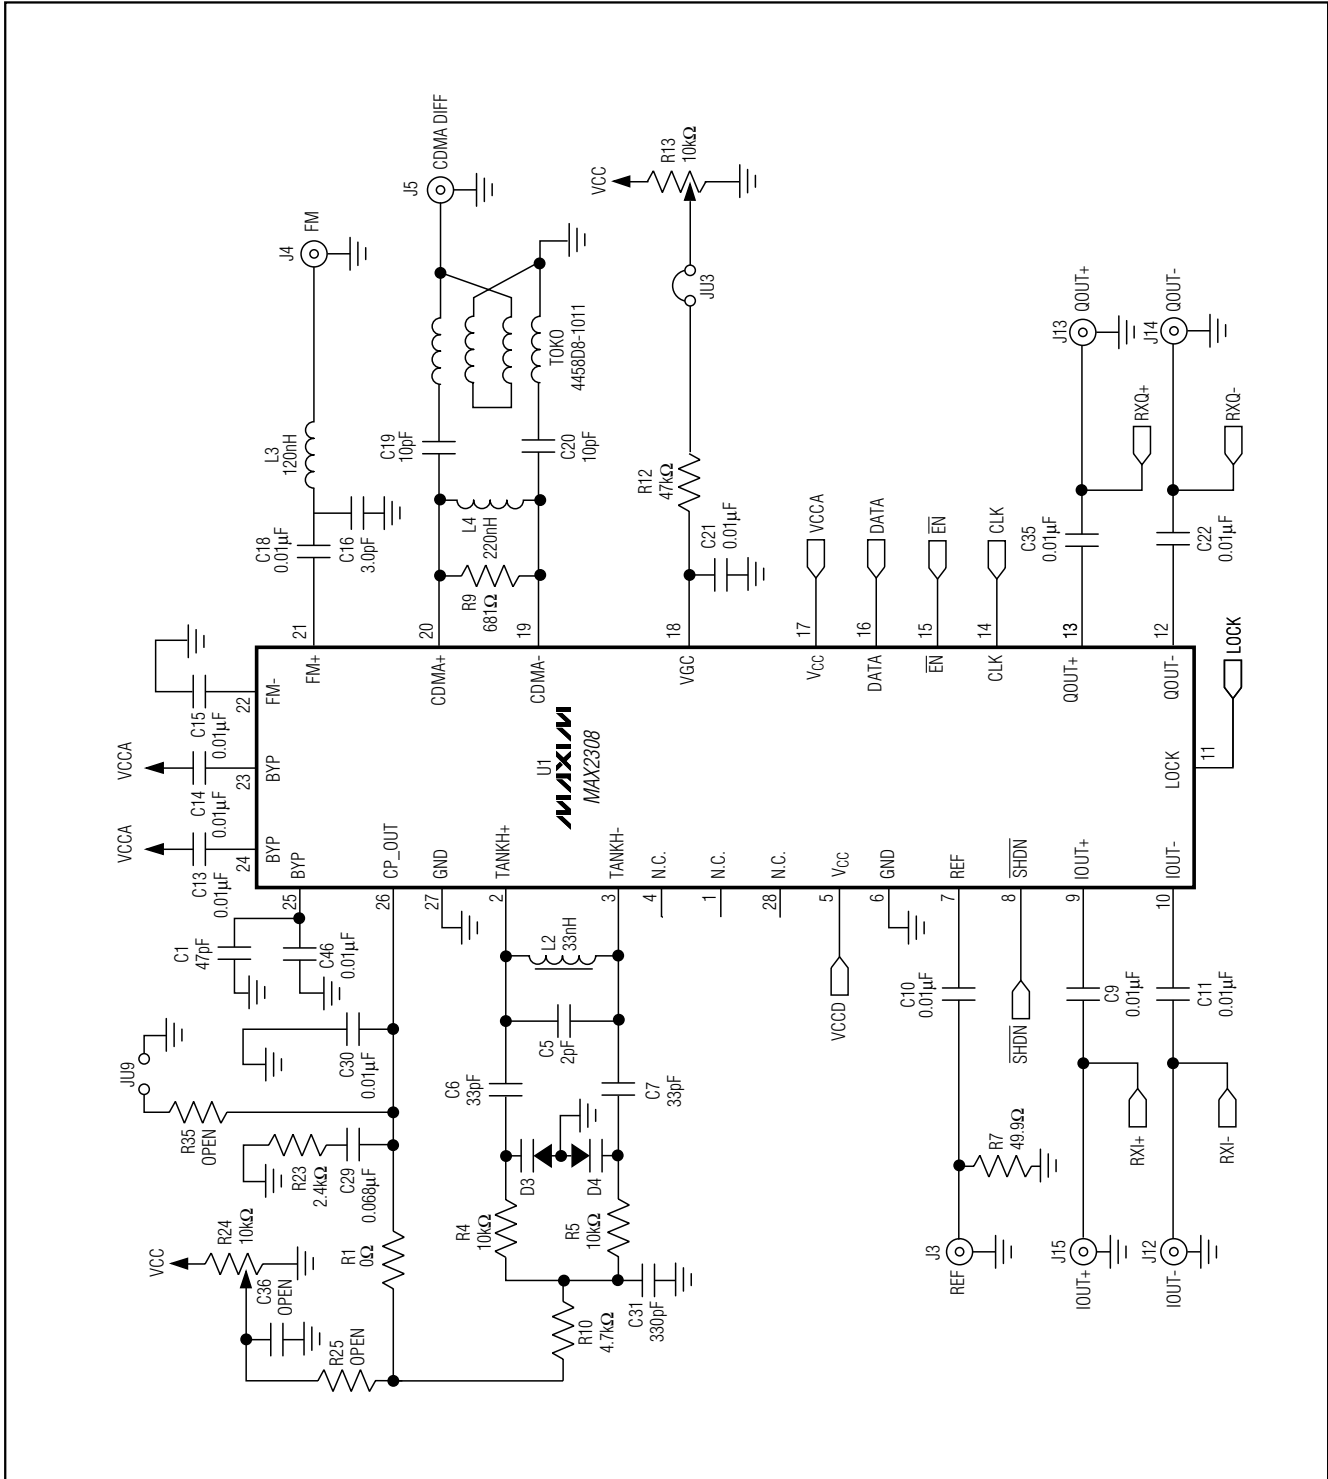 J5
CDMA DIFF
J4
FM
VCC
R13
10kΩ
JU3
L3
120nH
C18
0.01µF
C16
3.0pF
C19
10pF
C20
10pF
TOKO
4458D8-1011
L4
220nH
R9
681Ω
R12
47kΩ
C21
0.01µF
VCCA
DATA
EN
CLK
J13
QOUT+
J14
QOUT-
RXQ+
RXQ-
C35
0.01µF
C22
0.01µF
LOCK
VCCA
VCCA
C15
0.01µF
C14
0.01µF
C13
0.01µF
22
23
24
21
20
19
18
17
16
15
14
13
12
11
FM-
BYP
BYP
FM+
CDMA+
CDMA-
VGC
VCC
DATA
EN
CLK
QOUT+
QOUT-
LOCK
U1
MAXIM
MAX2308
BYP
CP_OUT
GND
TANKH+
TANKH-
N.C.
N.C.
N.C.
VCC
GND
REF
SHDN
IOUT+
IOUT-
25
26
27
2
3
4
1
28
5
6
7
8
9
10
C1
47pF
C46
0.01µF
L2
33nH
C5
2pF
VCCD
C10
0.01µF
SHDN
C9
0.01µF
C11
0.01µF
JU9
C30
0.01µF
R35
OPEN
R23
2.4kΩ
C29
0.068µF
C6
33pF
C7
33pF
D3
D4
RXI+
RXI-
R7
49.9Ω
VCC
R24
10kΩ
C36
OPEN
R25
OPEN
R1
0Ω
R4
10kΩ
R5
10kΩ
R10
4.7kΩ
C31
330pF
J3
REF
J15
IOUT+
J12
IOUT-